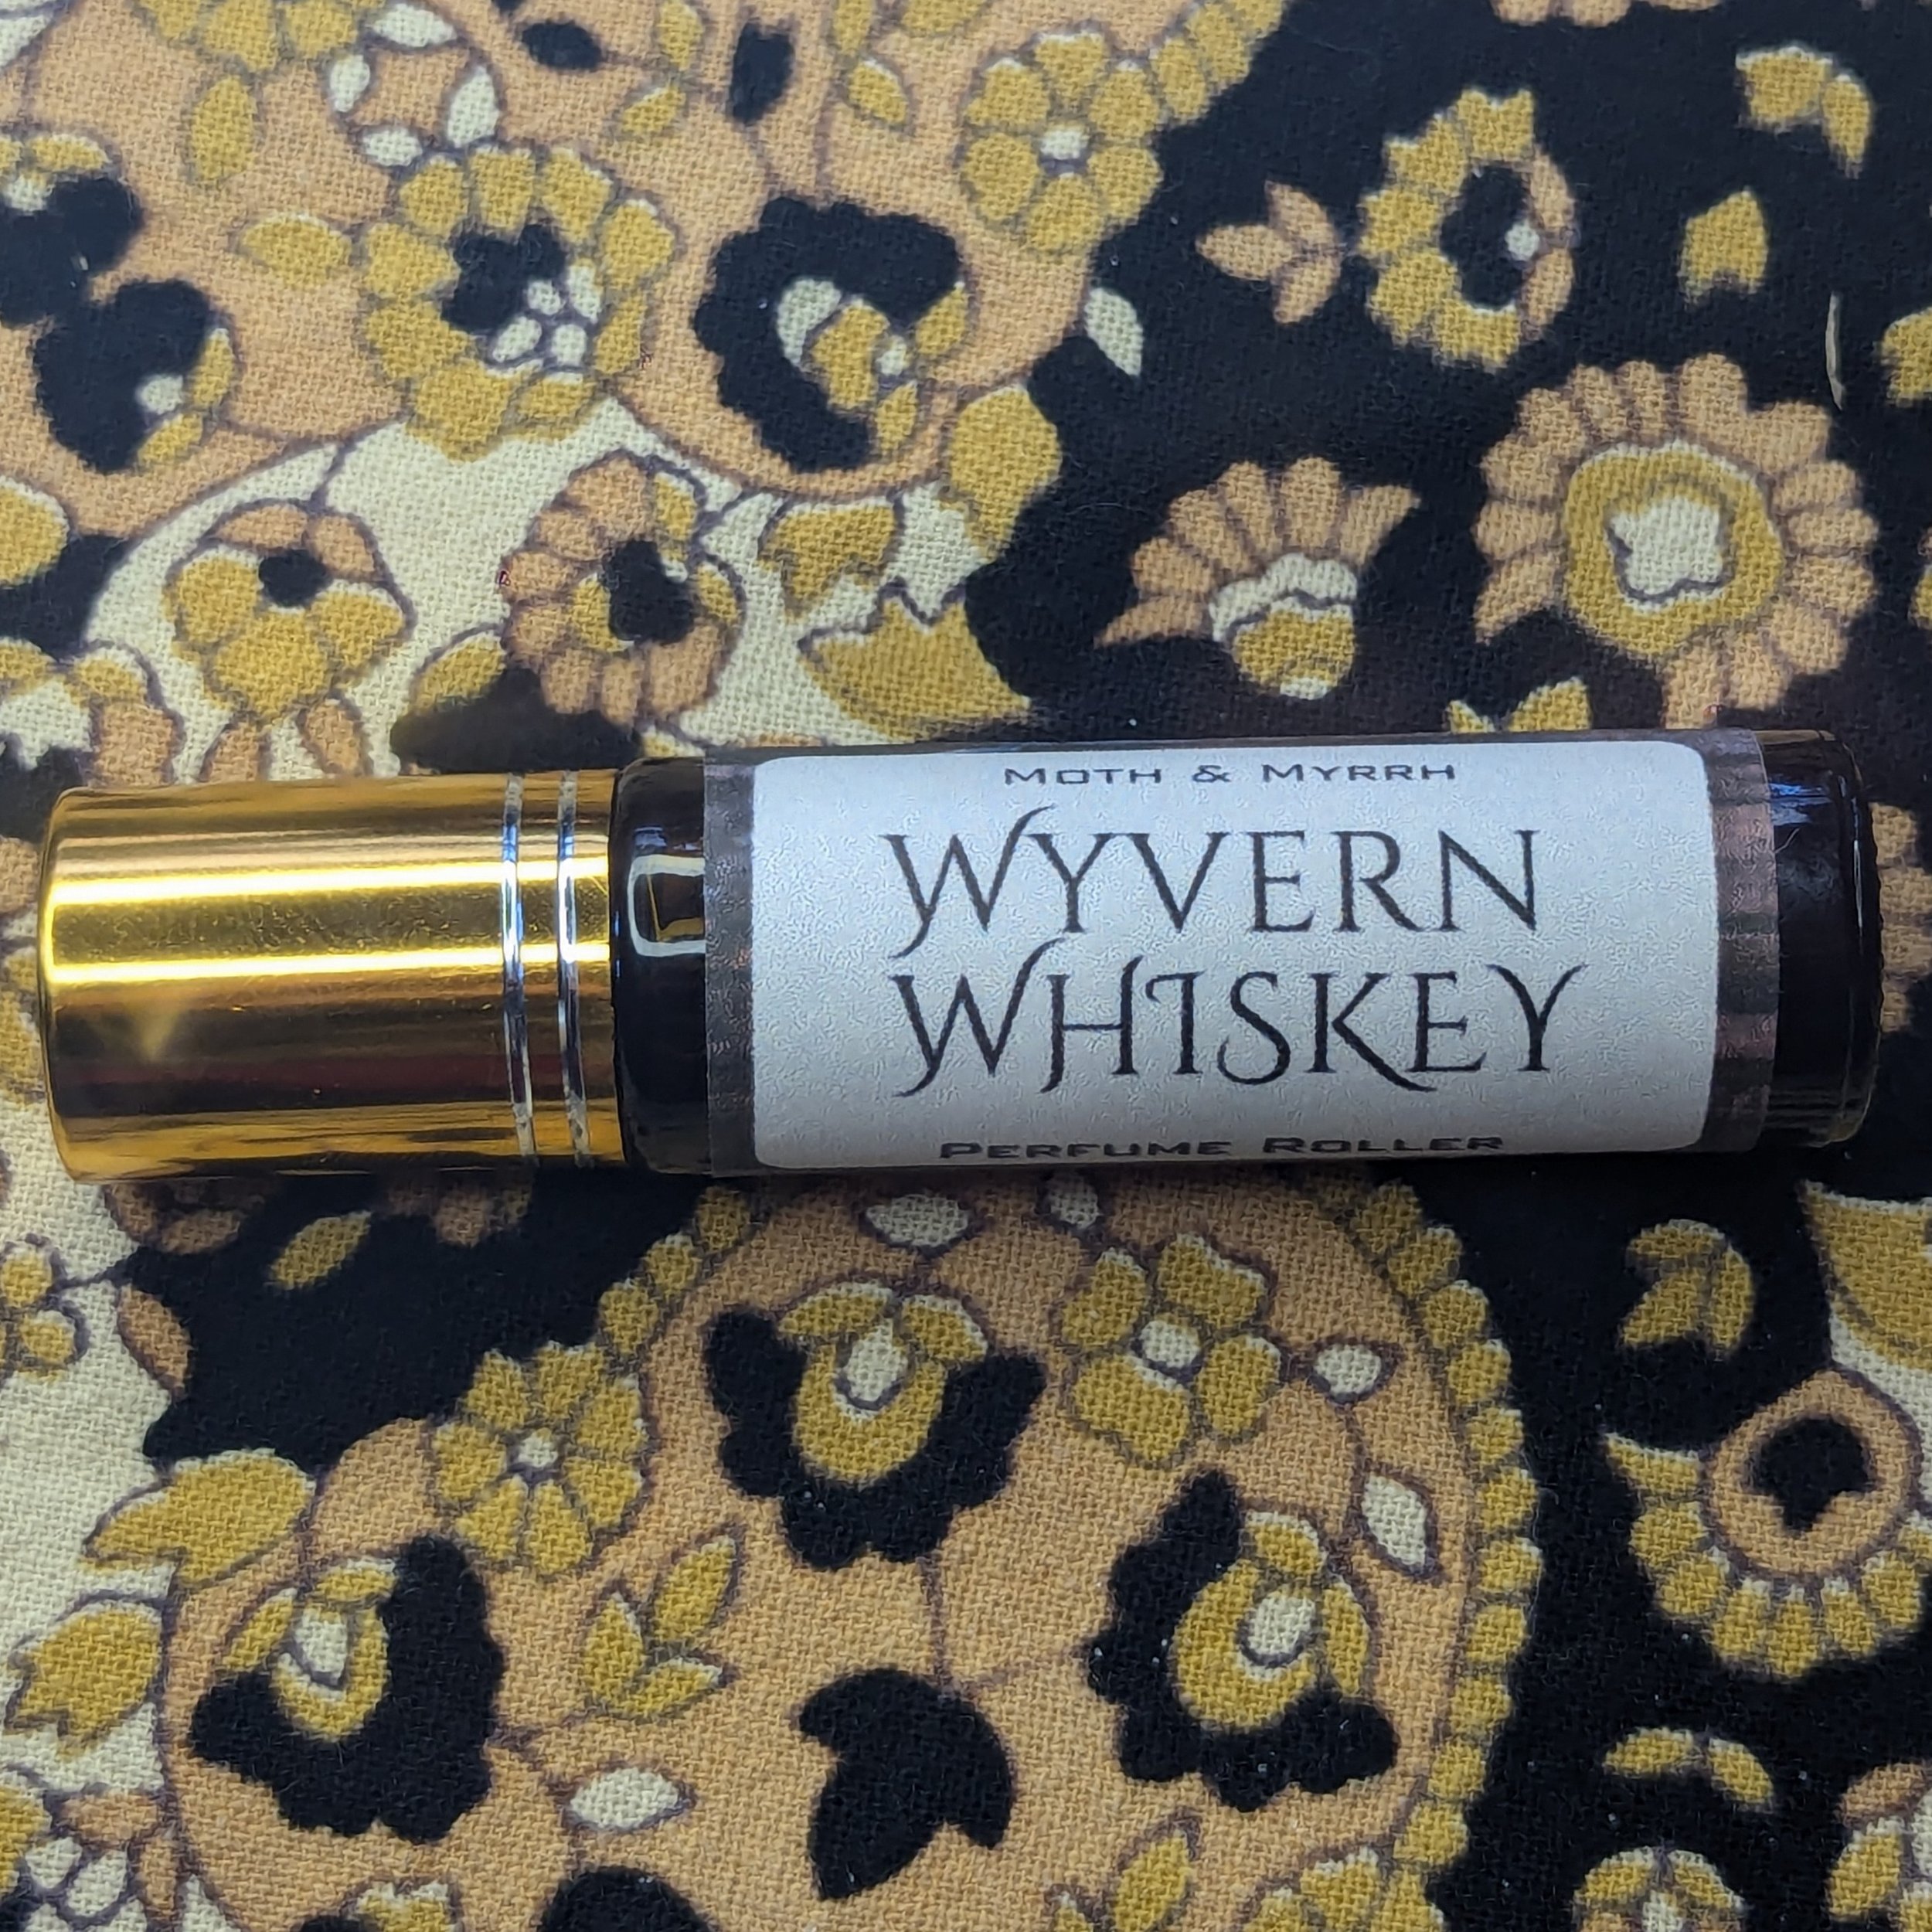 Moth & Myrrh
Wyvern
Whiskey
Perfume Roller